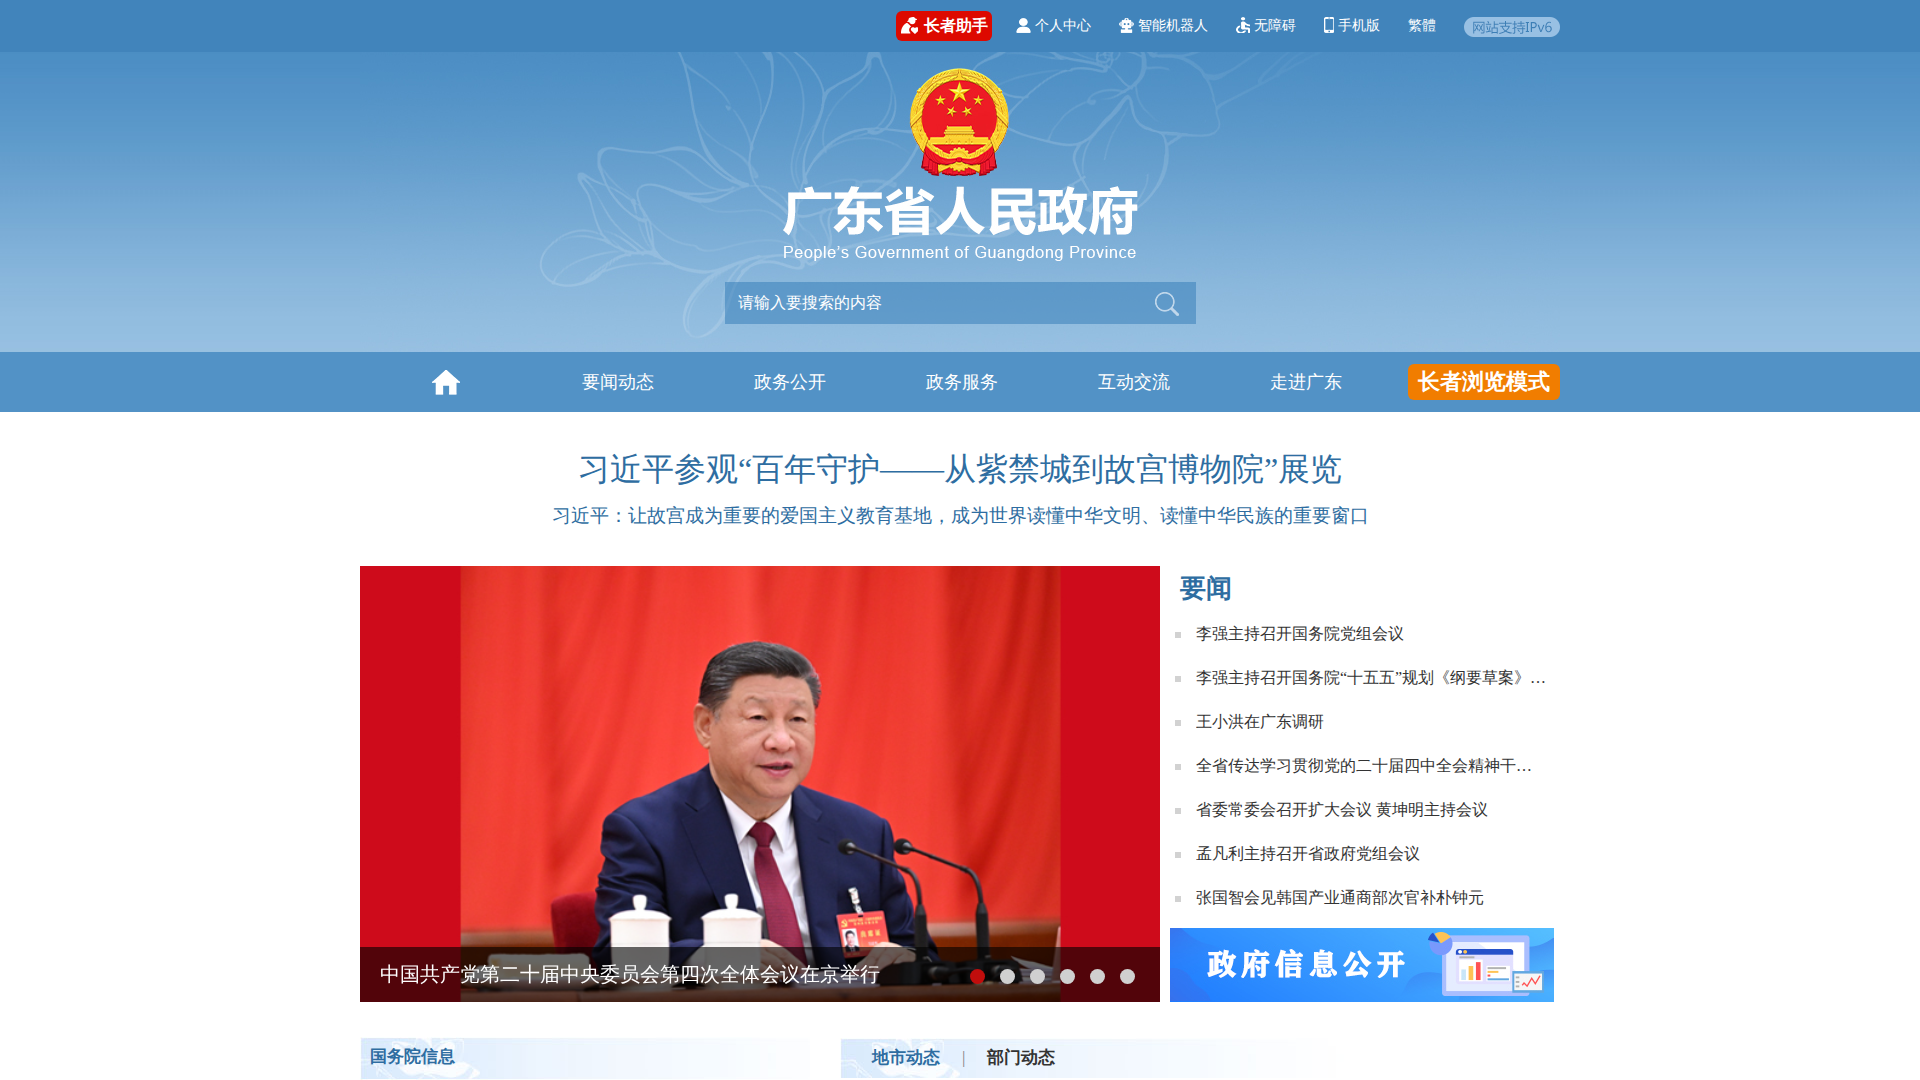 长者助手
个人中心
智能机器人
无障碍
手机版
繁體
网站支持IPv6
广东省人民政府
People's Government of Guangdong Province
请输入要搜索的内容
要闻动态
政务公开
政务服务
互动交流
走进广东
长者浏览模式
习近平参观“百年守护——从紫禁城到故宫博物院”展览
习近平：让故宫成为重要的爱国主义教育基地，成为世界读懂中华文明、读懂中华民族的重要窗口
中国共产党第二十届中央委员会第四次全体会议在京举行
要闻
李强主持召开国务院党组会议
李强主持召开国务院“十五五”规划《纲要草案》…
王小洪在广东调研
全省传达学习贯彻党的二十届四中全会精神干…
省委常委会召开扩大会议 黄坤明主持会议
孟凡利主持召开省政府党组会议
张国智会见韩国产业通商部次官补朴钟元
政府信息公开
国务院信息
地市动态 | 部门动态